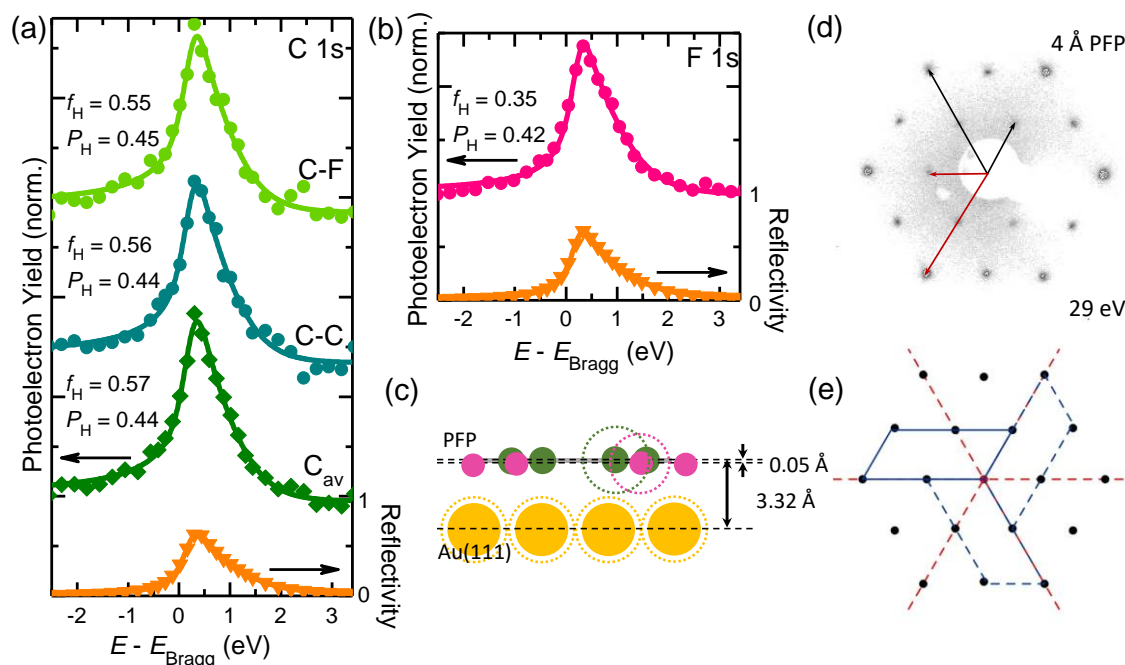 (a)
C 1s
Photoelectron Yield (norm.)
f_H = 0.55
P_H = 0.45
C-F
f_H = 0.56
P_H = 0.44
C-C
f_H = 0.57
P_H = 0.44
C_av
1
0
Reflectivity
-2 -1 0 1 2 3
E - E_Bragg (eV)
(b)
F 1s
Photoelectron Yield (norm.)
f_H = 0.35
P_H = 0.42
1
0
Reflectivity
-2 -1 0 1 2 3
E - E_Bragg (eV)
(c)
PFP
0.05 Å
3.32 Å
Au(111)
(d)
4 Å PFP
29 eV
(e)